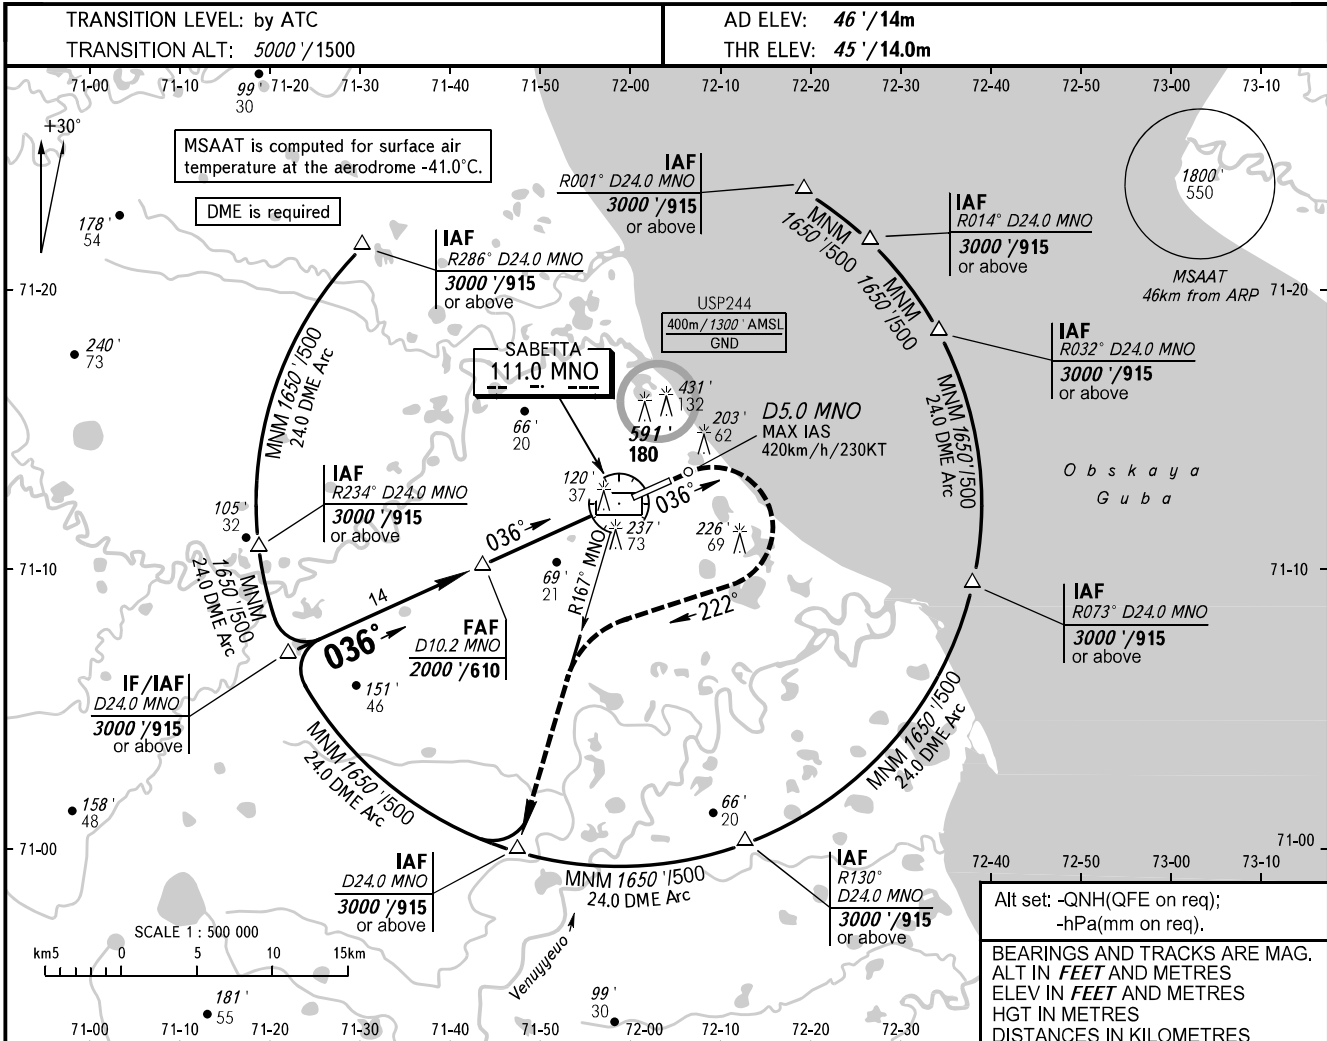 TRANSITION LEVEL: by ATC
TRANSITION ALT: 5000 '/1500
AD ELEV: 46 '/14m
THR ELEV: 45 '/14.0m
71-00 71-10 71-20 71-30 71-40 71-50 72-00 72-10 72-20 72-30 72-40 72-50 73-00 73-10
99 '
30
+30°
MSAAT is computed for surface air
temperature at the aerodrome -41.0°C.
DME is required
178 '
54
IAF
R286° D24.0 MNO
3000 '/915
or above
IAF
R001° D24.0 MNO
3000 '/915
or above
MNM
1650 '/500
IAF
R014° D24.0 MNO
3000 '/915
or above
MNM
1650 '/500
1800 '
550
MSAAT
46km from ARP
71-20
71-20
USP244
400m/1300 ' AMSL
GND
IAF
R032° D24.0 MNO
3000 '/915
or above
240 '
73
MNM 1650 '/500
24.0 DME Arc
SABETTA
111.0 MNO
66 '
20
431 '
132
591 '
180
203 '
62
D5.0 MNO
MAX IAS
420km/h/230KT
MNM 1650 '/500
24.0 DME Arc
Obskaya
Guba
IAF
R234° D24.0 MNO
3000 '/915
or above
105 '
32
120 '
37
036°
036°
237 '
73
226 '
69
R167° MNO
69 '
21
71-10
71-10
MNM
1650 '/500
24.0 DME Arc
14
036°
222°
FAF
D10.2 MNO
2000 '/610
IAF
R073° D24.0 MNO
3000 '/915
or above
IF/IAF
D24.0 MNO
3000 '/915
or above
151 '
46
MNM 1650 '/500
24.0 DME Arc
MNM 1650 '/500
24.0 DME Arc
158 '
48
66 '
20
71-00
71-00
IAF
D24.0 MNO
3000 '/915
or above
MNM 1650 '/500
24.0 DME Arc
IAF
R130°
D24.0 MNO
3000 '/915
or above
72-40 72-50 73-00 73-10
Alt set: -QNH(QFE on req);
-hPa(mm on req).
SCALE 1 : 500 000
km5 0 5 10 15km
Venuyyeuo
181 '
55
99 '
30
BEARINGS AND TRACKS ARE MAG.
ALT IN FEET AND METRES
ELEV IN FEET AND METRES
HGT IN METRES
DISTANCES IN KILOMETRES
71-00 71-10 71-20 71-30 71-40 71-50 72-00 72-10 72-20 72-30